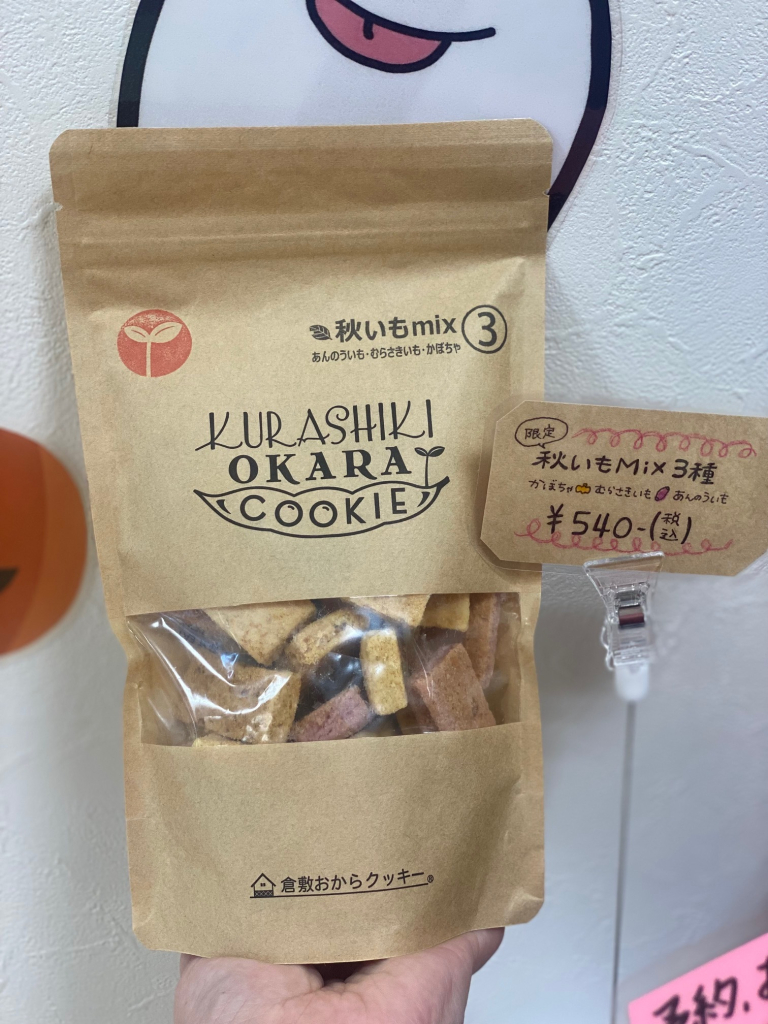 秋いもmix ③
あんのういも・むらさきいも・かぼちゃ
KURASHIKI
OKARA
COOKIE
倉敷おからクッキー®
限定
秋いもMix 3種
かぼちゃ むらさきいも あんのういも
¥540-(税込)
予約、